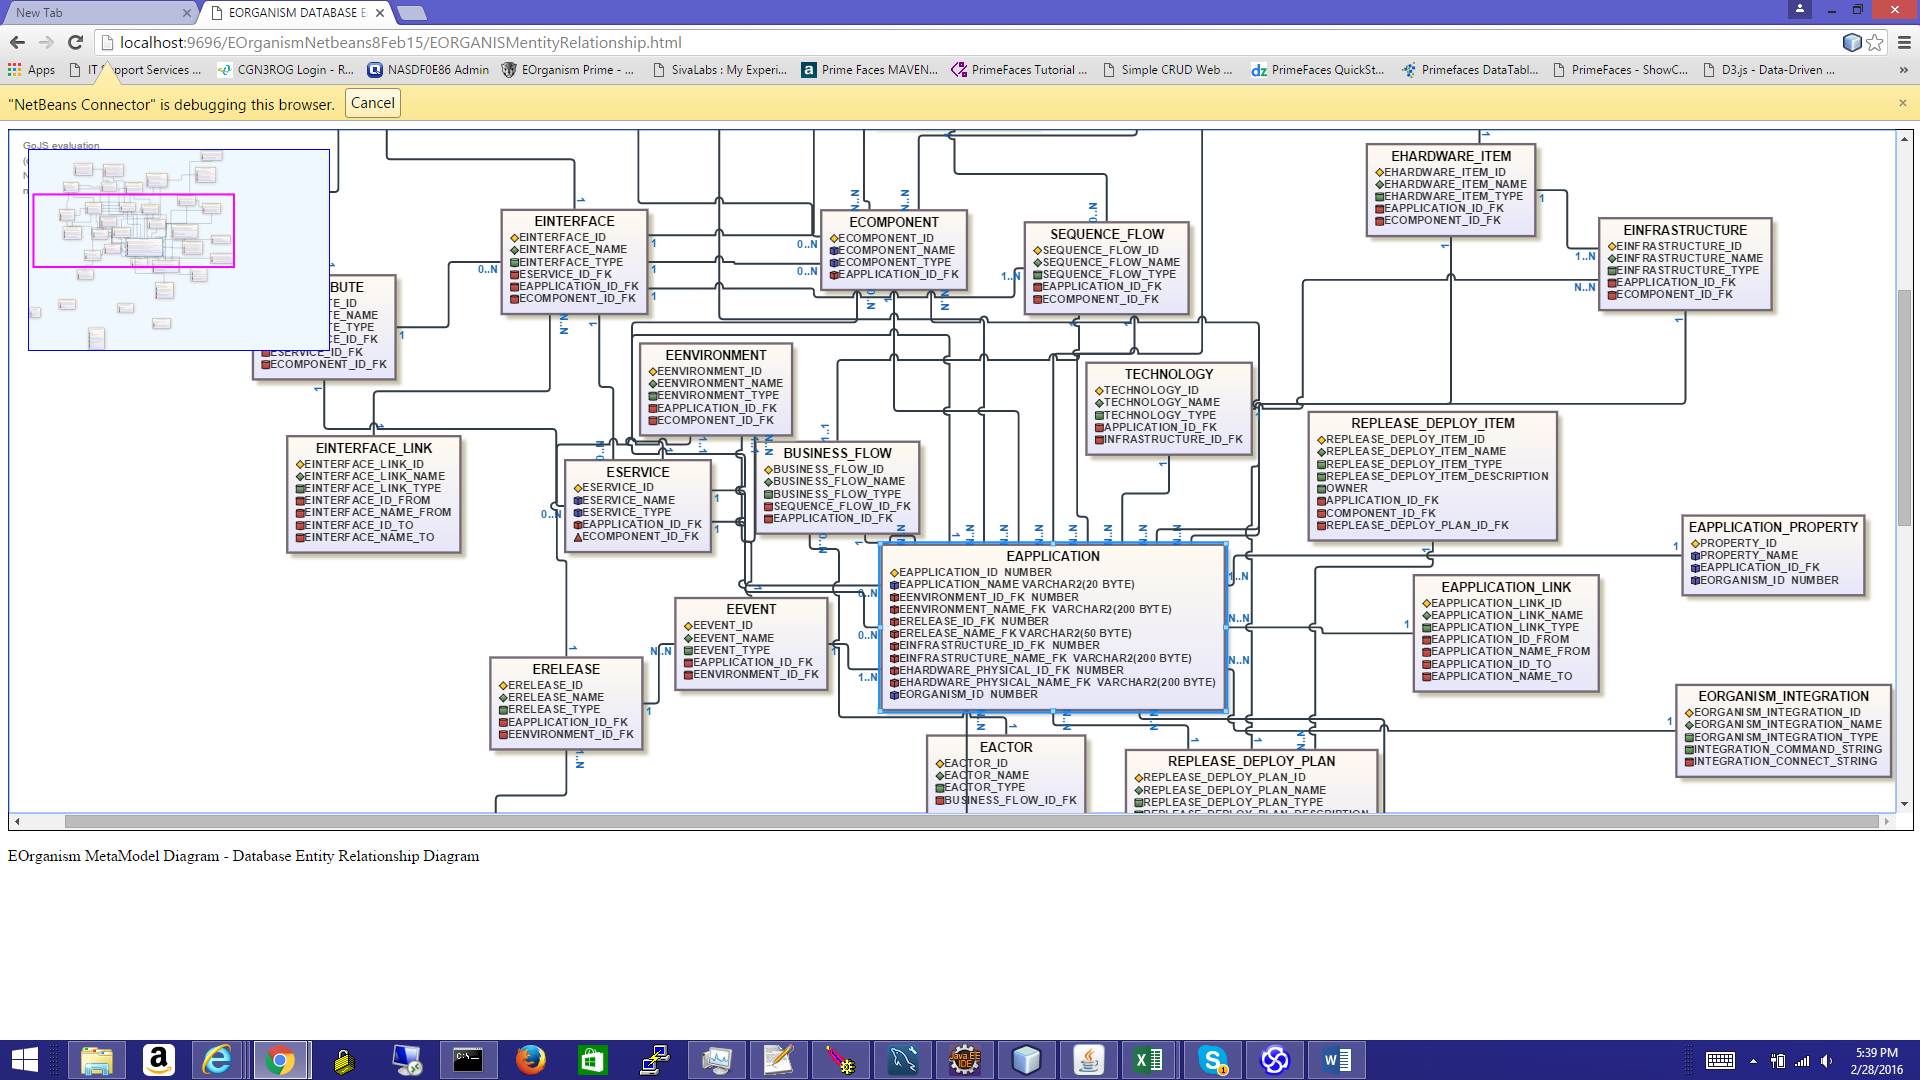 New Tab
EORGANISM DATABASE E
localhost:9696/EOrganismNetbeans8Feb15/EORGANISMentityRelationship.html
Apps
IT Support Services ...
CGN3ROG Login - R...
NASDF0E86 Admin
EOrganism Prime - ...
SivaLabs : My Experi...
Prime Faces MAVEN...
PrimeFaces Tutorial ...
Simple CRUD Web ...
PrimeFaces QuickSt...
Primefaces DataTabl...
PrimeFaces - ShowC...
D3.js - Data-Driven ...
"NetBeans Connector" is debugging this browser.
Cancel
GoJS evaluation
EHARDWARE_ITEM
EHARDWARE_ITEM_ID
EHARDWARE_ITEM_NAME
EHARDWARE_ITEM_TYPE
EAPPLICATION_ID_FK
ECOMPONENT_ID_FK
EINTERFACE
EINTERFACE_ID
EINTERFACE_NAME
EINTERFACE_TYPE
ESERVICE_ID_FK
EAPPLICATION_ID_FK
ECOMPONENT_ID_FK
ECOMPONENT
ECOMPONENT_ID
ECOMPONENT_NAME
ECOMPONENT_TYPE
EAPPLICATION_ID_FK
SEQUENCE_FLOW
SEQUENCE_FLOW_ID
SEQUENCE_FLOW_NAME
SEQUENCE_FLOW_TYPE
EAPPLICATION_ID_FK
ECOMPONENT_ID_FK
EINFRASTRUCTURE
EINFRASTRUCTURE_ID
EINFRASTRUCTURE_NAME
EINFRASTRUCTURE_TYPE
EAPPLICATION_ID_FK
ECOMPONENT_ID_FK
BUTE
TE_ID
TE_NAME
TE_TYPE
CE_ID_FK
ESERVICE_ID_FK
ECOMPONENT_ID_FK
EENVIRONMENT
EENVIRONMENT_ID
EENVIRONMENT_NAME
EENVIRONMENT_TYPE
EAPPLICATION_ID_FK
ECOMPONENT_ID_FK
TECHNOLOGY
TECHNOLOGY_ID
TECHNOLOGY_NAME
TECHNOLOGY_TYPE
EAPPLICATION_ID_FK
INFRASTRUCTURE_ID_FK
REPLEASE_DEPLOY_ITEM
REPLEASE_DEPLOY_ITEM_ID
REPLEASE_DEPLOY_ITEM_NAME
REPLEASE_DEPLOY_ITEM_TYPE
REPLEASE_DEPLOY_ITEM_DESCRIPTION
OWNER
APPLICATION_ID_FK
COMPONENT_ID_FK
REPLEASE_DEPLOY_PLAN_ID_FK
EINTERFACE_LINK
EINTERFACE_LINK_ID
EINTERFACE_LINK_NAME
EINTERFACE_LINK_TYPE
EINTERFACE_ID_FROM
EINTERFACE_NAME_FROM
EINTERFACE_ID_TO
EINTERFACE_NAME_TO
ESERVICE
ESERVICE_ID
ESERVICE_NAME
ESERVICE_TYPE
EAPPLICATION_ID_FK
ECOMPONENT_ID_FK
BUSINESS_FLOW
BUSINESS_FLOW_ID
BUSINESS_FLOW_NAME
BUSINESS_FLOW_TYPE
SEQUENCE_FLOW_ID_FK
EAPPLICATION_ID_FK
EAPPLICATION_PROPERTY
PROPERTY_ID
PROPERTY_NAME
EAPPLICATION_ID_FK
EORGANISM_ID NUMBER
EAPPLICATION
EAPPLICATION_ID NUMBER
EAPPLICATION_NAME VARCHAR2(20 BYTE)
EENVIRONMENT_ID_FK NUMBER
EENVIRONMENT_NAME_FK VARCHAR2(200 BYTE)
ERELEASE_ID_FK NUMBER
ERELEASE_NAME_FK VARCHAR2(50 BYTE)
EINFRASTRUCTURE_ID_FK NUMBER
EINFRASTRUCTURE_NAME_FK VARCHAR2(200 BYTE)
EHARDWARE_PHYSICAL_ID_FK NUMBER
EHARDWARE_PHYSICAL_NAME_FK VARCHAR2(200 BYTE)
EORGANISM_ID NUMBER
EAPPLICATION_LINK
EAPPLICATION_LINK_ID
EAPPLICATION_LINK_NAME
EAPPLICATION_LINK_TYPE
EAPPLICATION_ID_FROM
EAPPLICATION_NAME_FROM
EAPPLICATION_ID_TO
EAPPLICATION_NAME_TO
EEVENT
EEVENT_ID
EEVENT_NAME
EEVENT_TYPE
EAPPLICATION_ID_FK
EENVIRONMENT_ID_FK
ERELEASE
ERELEASE_ID
ERELEASE_NAME
ERELEASE_TYPE
EAPPLICATION_ID_FK
EENVIRONMENT_ID_FK
EORGANISM_INTEGRATION
EORGANISM_INTEGRATION_ID
EORGANISM_INTEGRATION_NAME
EORGANISM_INTEGRATION_TYPE
INTEGRATION_COMMAND_STRING
INTEGRATION_CONNECT_STRING
EACTOR
EACTOR_ID
EACTOR_NAME
EACTOR_TYPE
BUSINESS_FLOW_ID_FK
REPLEASE_DEPLOY_PLAN
REPLEASE_DEPLOY_PLAN_ID
REPLEASE_DEPLOY_PLAN_NAME
REPLEASE_DEPLOY_PLAN_TYPE
EOrganism MetaModel Diagram - Database Entity Relationship Diagram
5:39 PM
2/28/2016